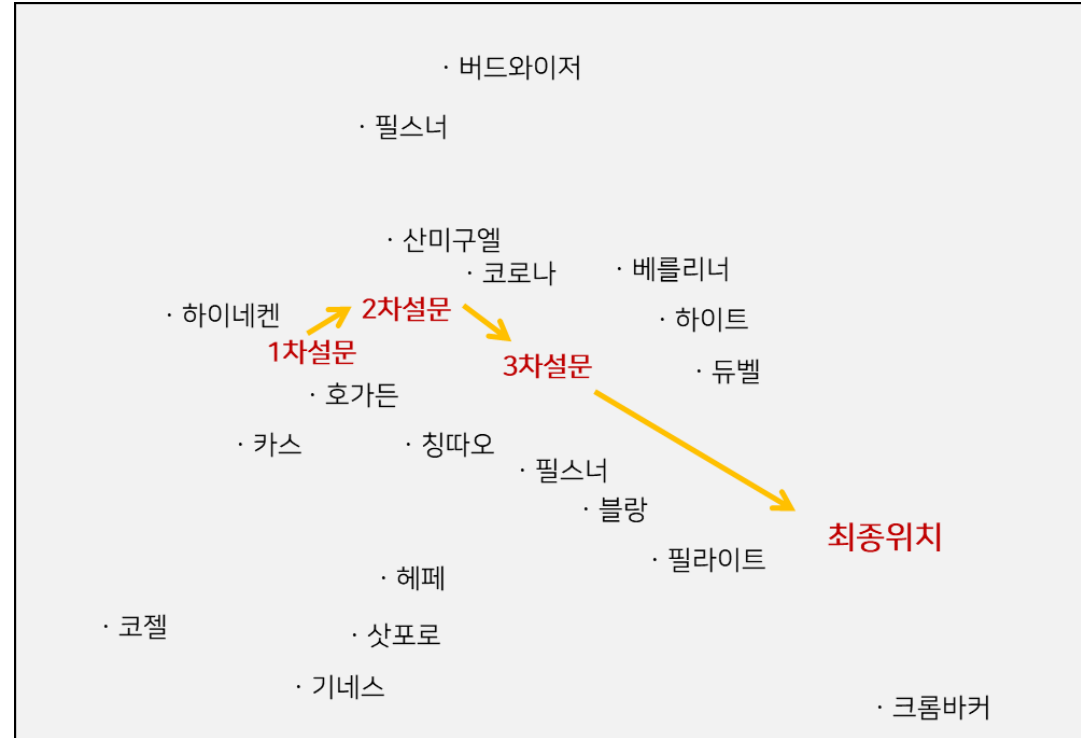 · 버드와이저
· 필스너
· 산미구엘
· 코로나
· 베를리너
· 하이네켄
2차설문
· 하이트
1차설문
3차설문
· 듀벨
· 호가든
· 카스
· 칭따오
· 필스너
· 블랑
최종위치
· 필라이트
· 헤페
· 코젤
· 삿포로
· 기네스
· 크롬바커